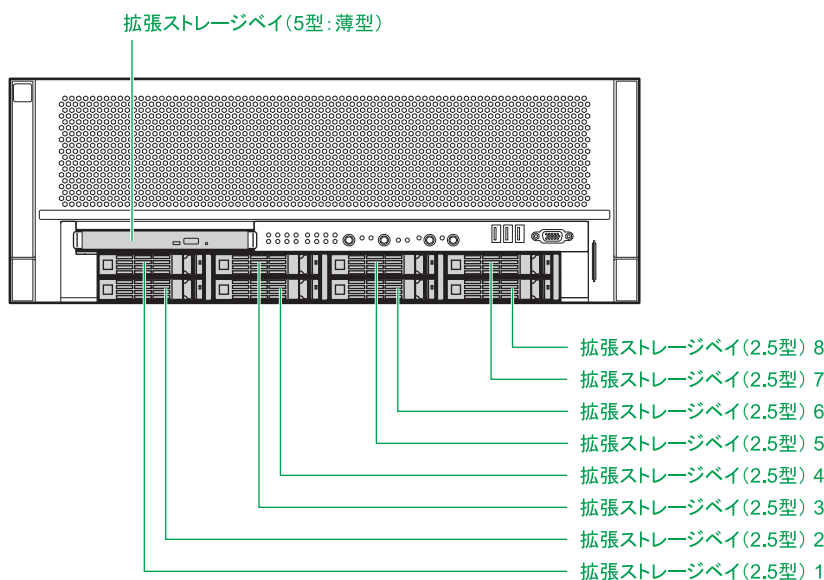 拡張ストレージベイ(5型:薄型)
拡張ストレージベイ(2.5型) 8
拡張ストレージベイ(2.5型) 7
拡張ストレージベイ(2.5型) 6
拡張ストレージベイ(2.5型) 5
拡張ストレージベイ(2.5型) 4
拡張ストレージベイ(2.5型) 3
拡張ストレージベイ(2.5型) 2
拡張ストレージベイ(2.5型) 1